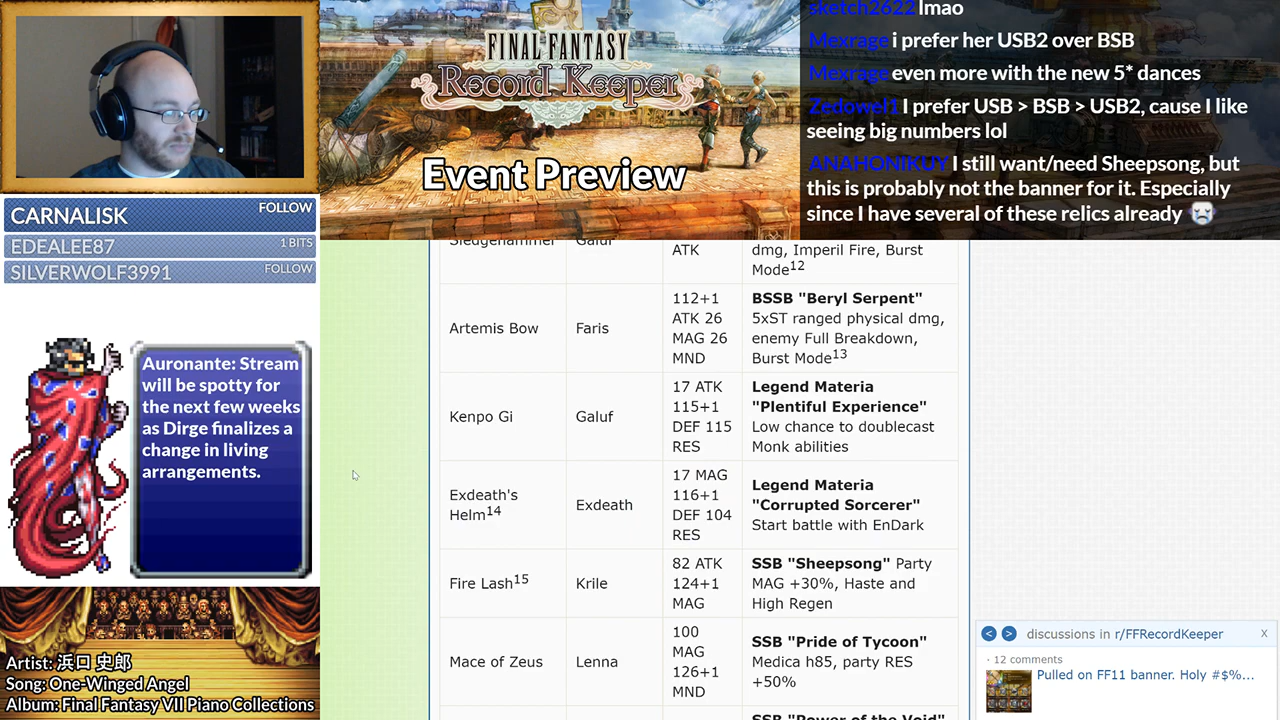 CARNALISK FOLLOW
EDEALEE87 1 BITS
SILVERWOLF3991 FOLLOW
Auronante: Stream
will be spotty for
the next few weeks
as Dirge finalizes a
change in living
arrangements.
Artist: 浜口 史郎
Song: One-Winged Angel
Album: Final Fantasy VII Piano Collections
FINAL FANTASY
Record Keeper
Event Preview
sketch2622 lmao
Mexrage i prefer her USB2 over BSB
Mexrage even more with the new 5* dances
Zedowel1 I prefer USB > BSB > USB2, cause I like
seeing big numbers lol
ANAHONIKUY I still want/need Sheepsong, but
this is probably not the banner for it. Especially
since I have several of these relics already
Sledgehammer
Galuf
ATK
dmg, Imperil Fire, Burst
Mode12
Artemis Bow
Faris
112+1
ATK 26
MAG 26
MND
BSSB "Beryl Serpent"
5xST ranged physical dmg,
enemy Full Breakdown,
Burst Mode13
Kenpo Gi
Galuf
17 ATK
115+1
DEF 115
RES
Legend Materia
"Plentiful Experience"
Low chance to doublecast
Monk abilities
Exdeath's
Helm14
Exdeath
17 MAG
116+1
DEF 104
RES
Legend Materia
"Corrupted Sorcerer"
Start battle with EnDark
Fire Lash15
Krile
82 ATK
124+1
MAG
SSB "Sheepsong" Party
MAG +30%, Haste and
High Regen
Mace of Zeus
Lenna
100
MAG
126+1
MND
SSB "Pride of Tycoon"
Medica h85, party RES
+50%
SSB "Power of the Void"
< > discussions in r/FFRecordKeeper X
· 12 comments
Pulled on FF11 banner. Holy #$%...